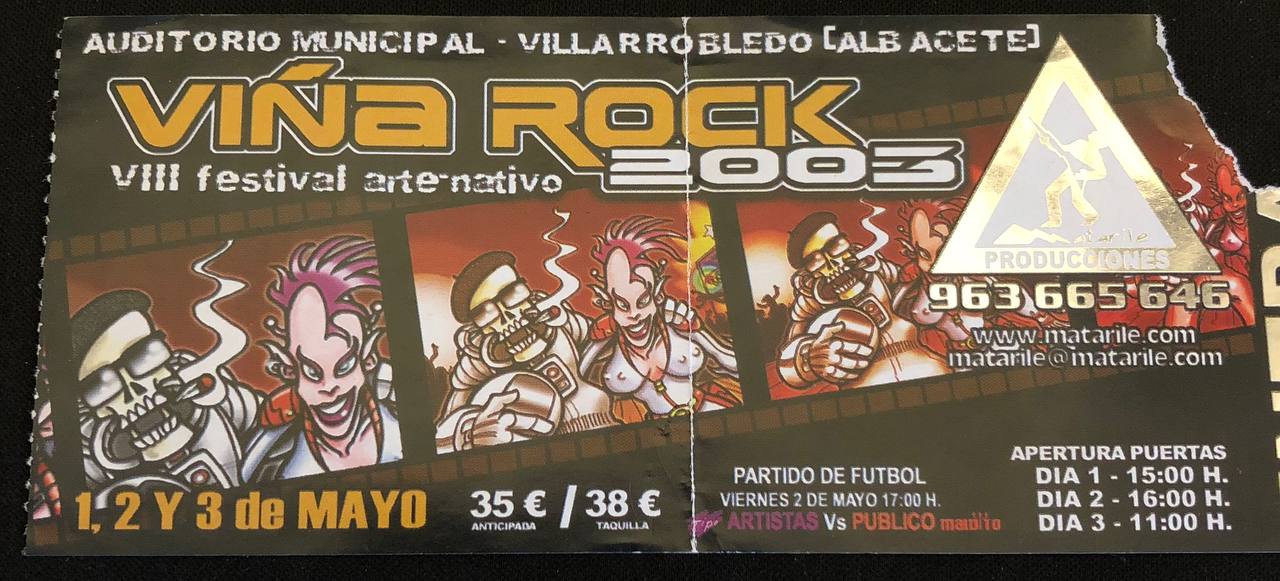 AUDITORIO MUNICIPAL - VILLARROBLEDO [ALBACETE]
VIÑA ROCK
2003
VIII festival arte-nativo
matarile
PRODUCCIONES
963 665 646
www.matarile.com
matarile@matarile.com
1, 2 Y 3 de MAYO
35 € / 38 €
ANTICIPADA TAQUILLA
PARTIDO DE FUTBOL
VIERNES 2 DE MAYO 17:00 H.
ARTISTAS Vs PUBLICO maldito
APERTURA PUERTAS
DIA 1 - 15:00 H.
DIA 2 - 16:00 H.
DIA 3 - 11:00 H.